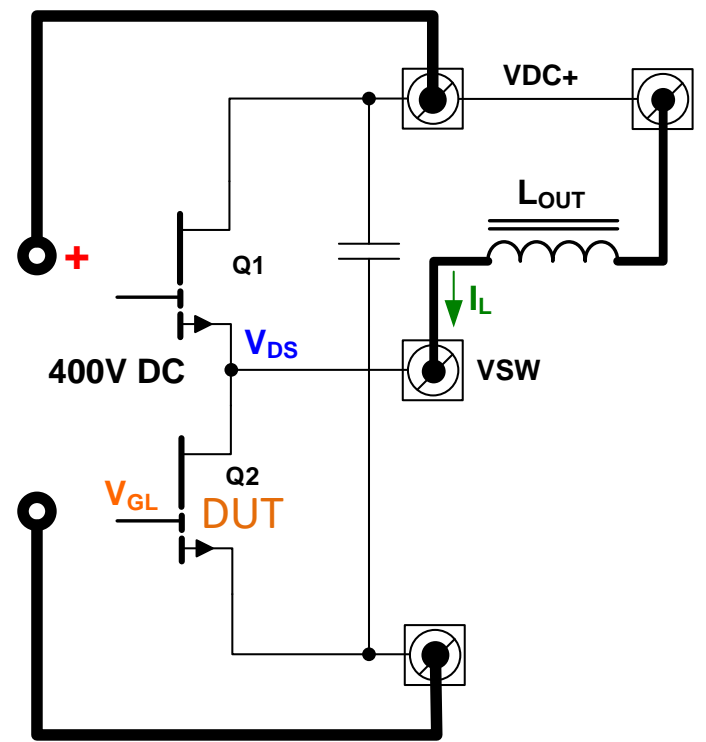 VDC+
LOUT
+
Q1
IL
VDS
400V DC
VSW
Q2
VGL
DUT